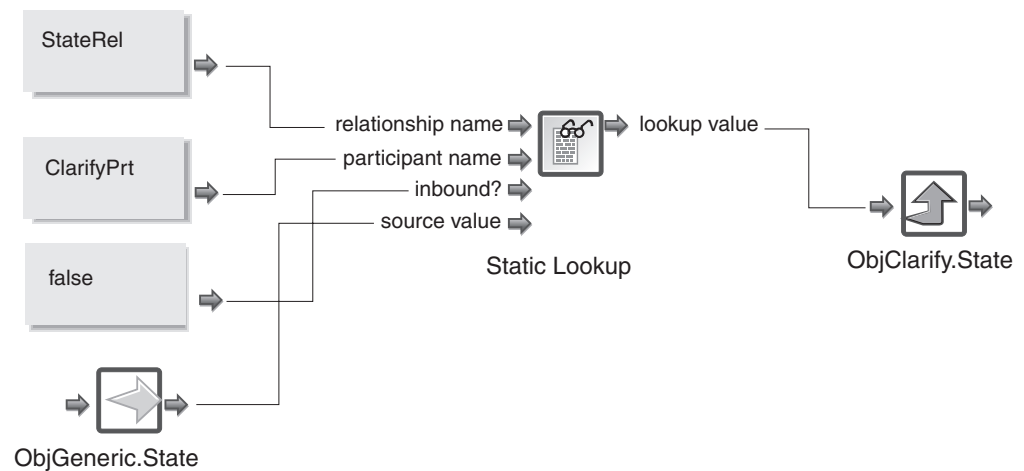 StateRel
relationship name
lookup value
participant name
ClarifyPrt
inbound?
source value
ObjClarify.State
Static Lookup
false
ObjGeneric.State